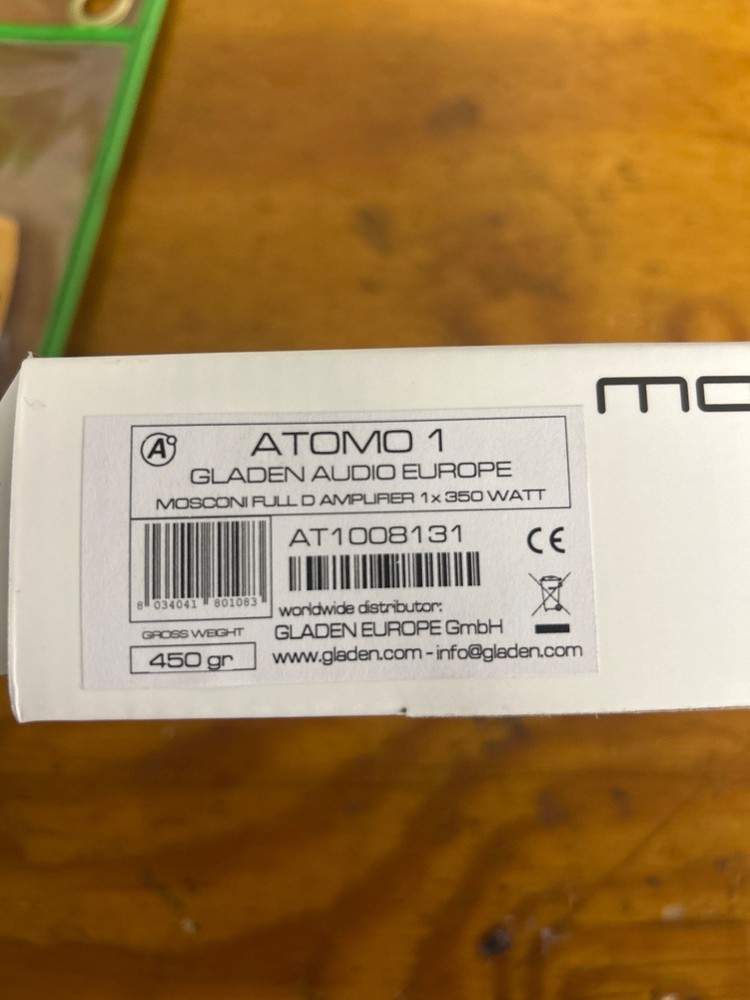 mo
A°
ATOMO 1
GLADEN AUDIO EUROPE
MOSCONI FULL D AMPLIFIER 1x350 WATT
AT1008131
CE
8 034041 801083
worldwide distributor:
GROSS WEIGHT
GLADEN EUROPE GmbH
450 gr
www.gladen.com - info@gladen.com